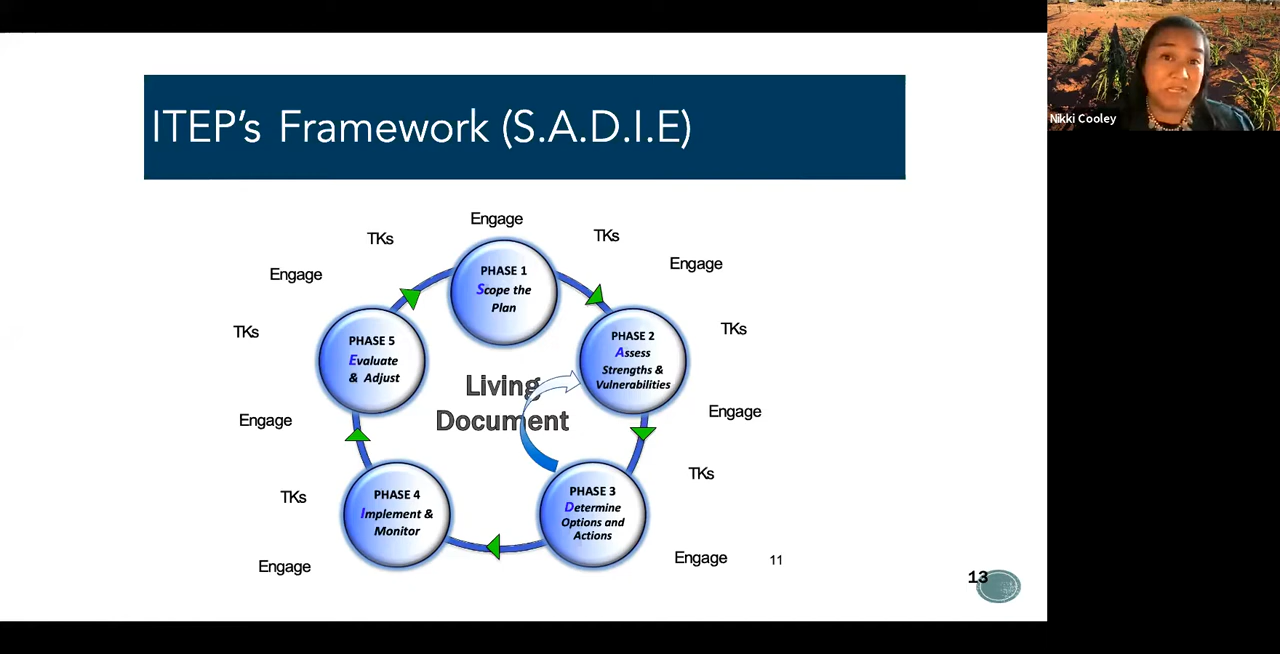 ITEP's Framework (S.A.D.I.E)
Nikki Cooley
Engage
TKs
TKs
Engage
Engage
PHASE 1
Scope the
Plan
TKs
TKs
PHASE 2
Assess
Strengths &
Vulnerabilities
PHASE 5
Evaluate
& Adjust
Living
Document
Engage
Engage
TKs
TKs
PHASE 3
Determine
Options and
Actions
PHASE 4
Implement &
Monitor
Engage
Engage
11
13